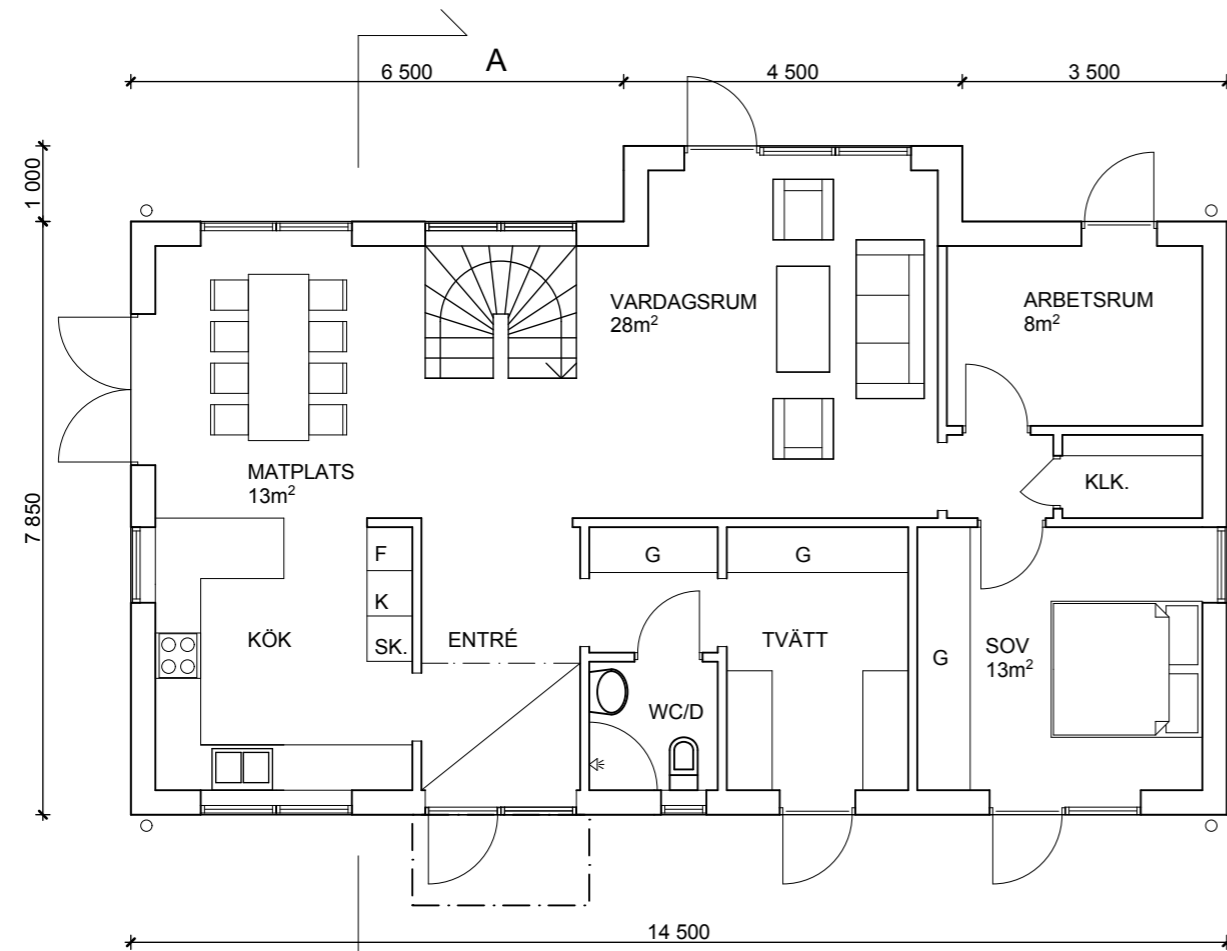 A
6 500
4 500
3 500
1 000
7 850
VARDAGSRUM
28m²
ARBETSRUM
8m²
MATPLATS
13m²
KLK.
F
G
G
K
SK.
KÖK
ENTRÉ
TVÄTT
SOV
13m²
G
WC/D
14 500